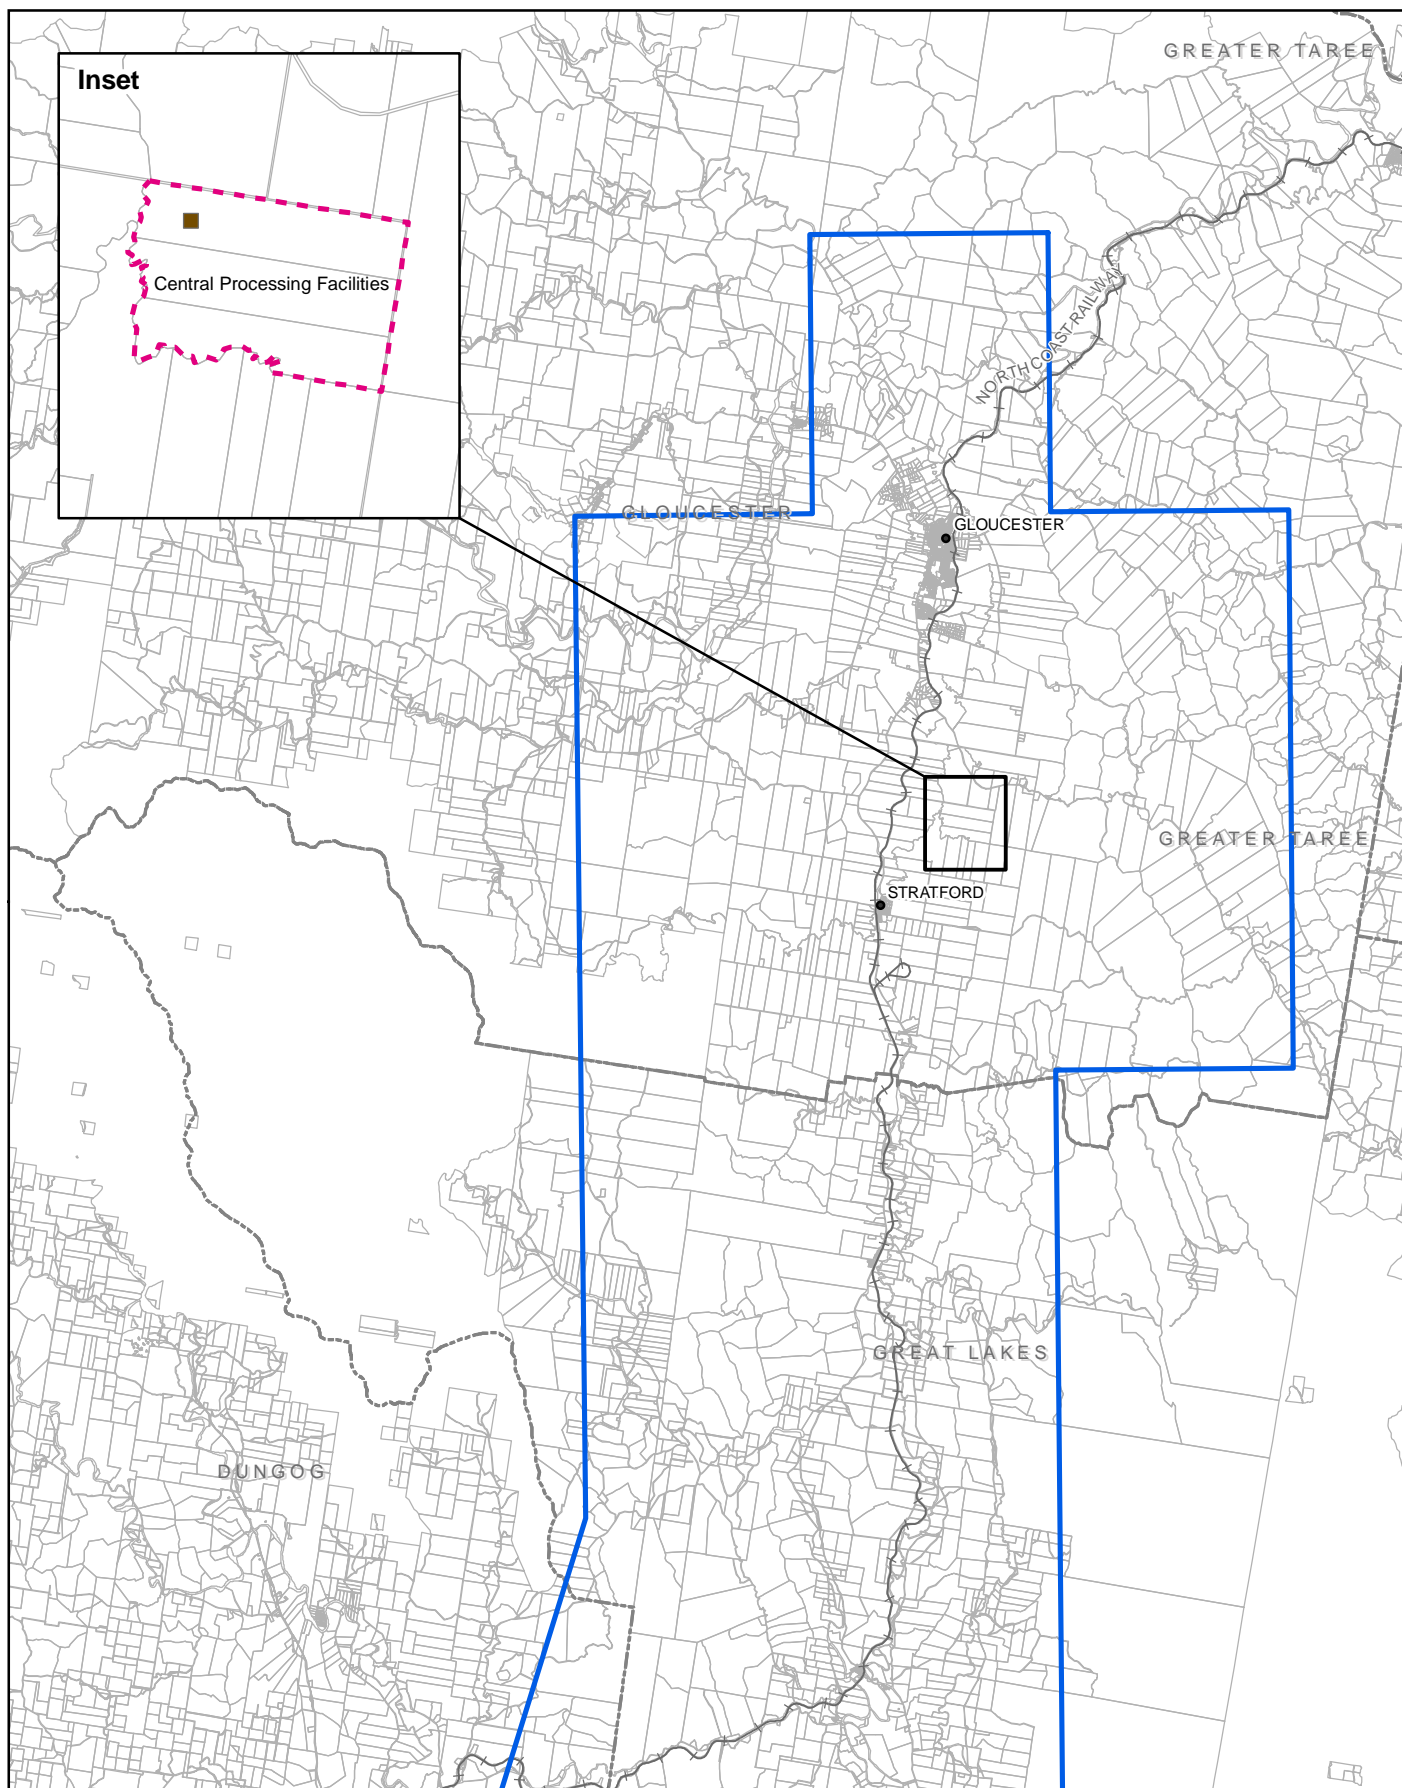 GREATER TAREE
Inset
Central Processing Facilities
NORTH COAST RAILWAY
GLOUCESTER
GLOUCESTER
GREATER TAREE
STRATFORD
GREAT LAKES
DUNGOG